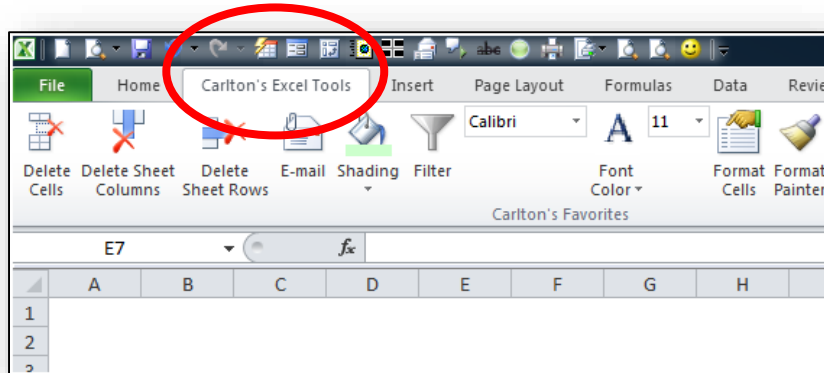 abc
File Home Carlton's Excel Tools Insert Page Layout Formulas Data
Calibri 11
Delete Delete Sheet Delete E-mail Shading Filter Font Format Format
Cells Columns Sheet Rows Color Cells Painter
Carlton's Favorites
E7 fx
A B C D E F G H
1
2